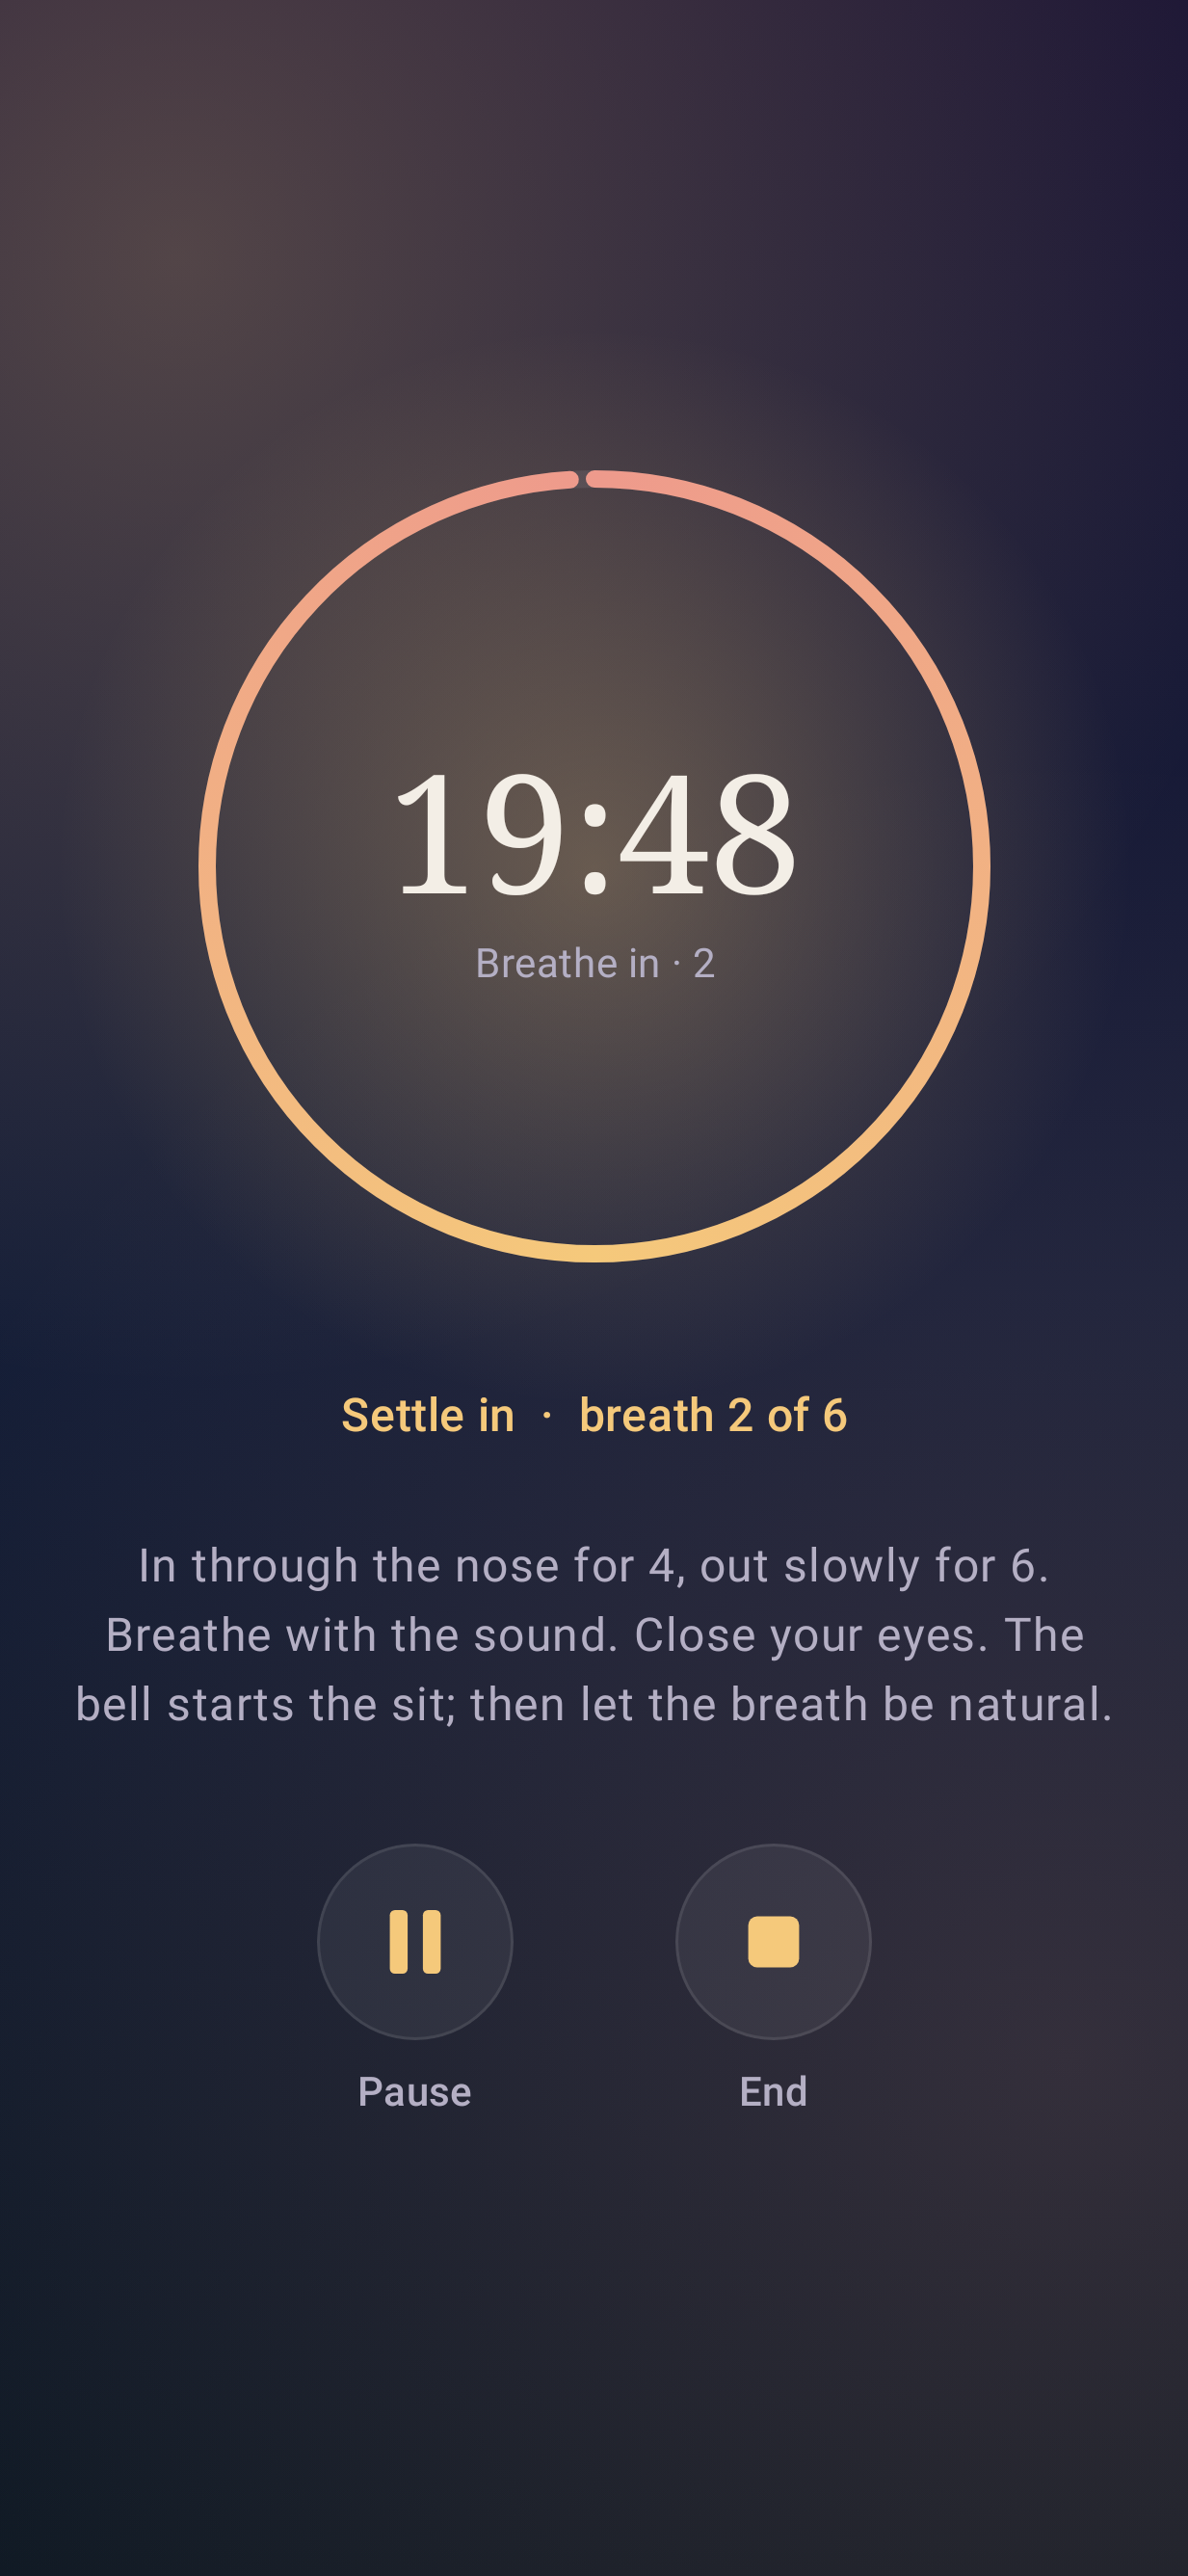 19:48
Breathe in · 2
Settle in · breath 2 of 6
In through the nose for 4, out slowly for 6.
Breathe with the sound. Close your eyes. The
bell starts the sit; then let the breath be natural.
Pause
End